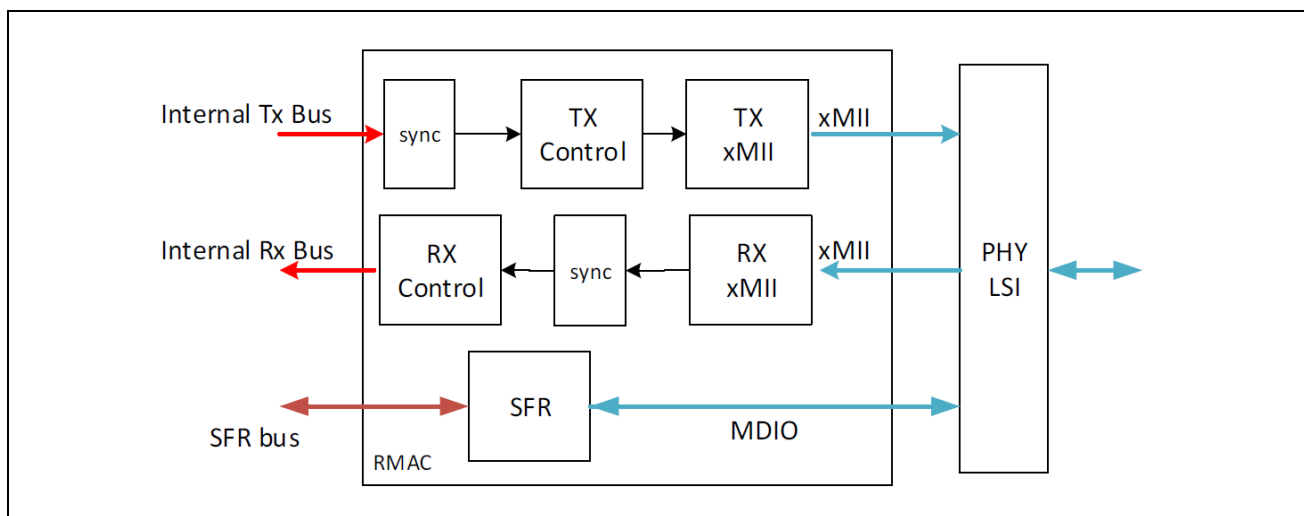 Internal Tx Bus
sync
TX
Control
TX
xMII
xMII
Internal Rx Bus
RX
Control
sync
RX
xMII
xMII
PHY
LSI
SFR bus
SFR
MDIO
RMAC